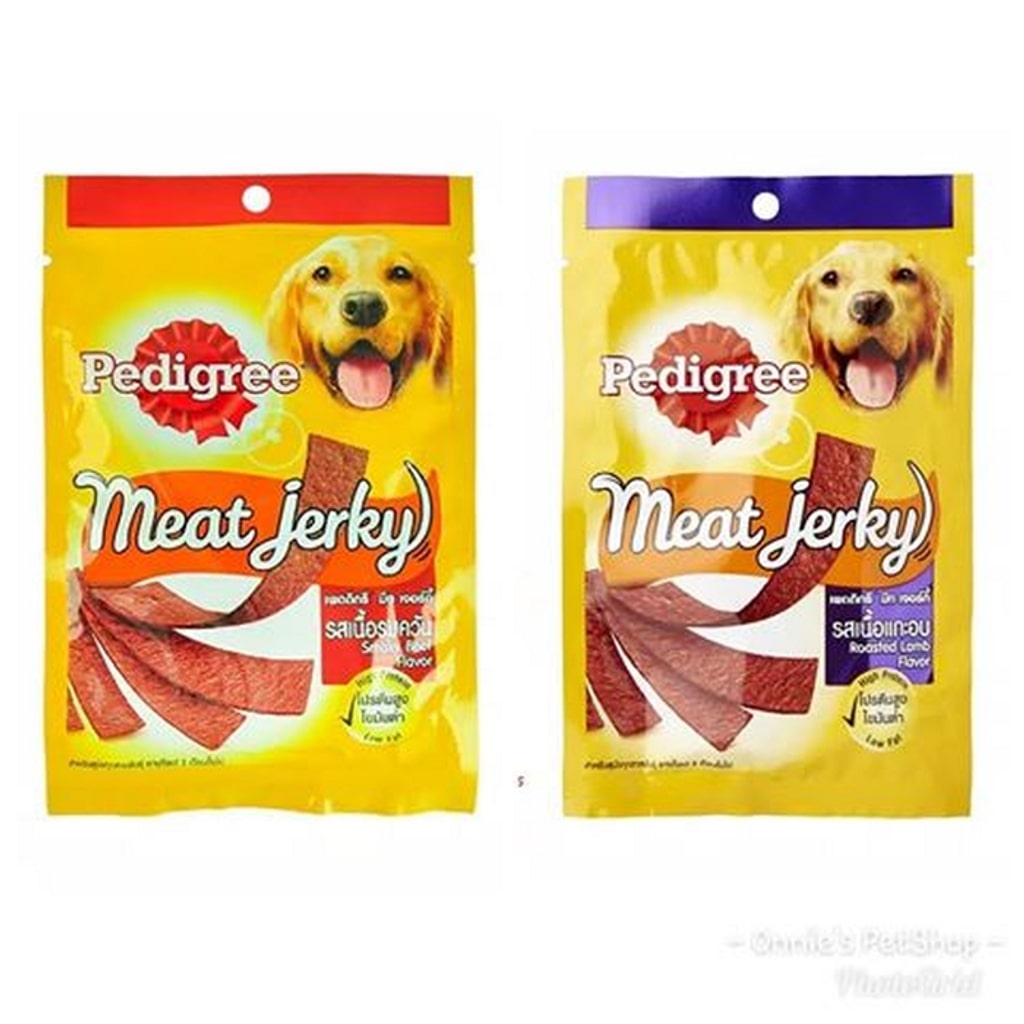 Pedigree
Meat Jerky
เพดดิกรี มีท เจอร์กี้
รสเนื้อรมควัน
Smoky Beef
Flavor
High Protein
โปรตีนสูง
ไขมันต่ำ
Low Fat
Pedigree
Meat Jerky
เพดดิกรี มีท เจอร์กี้
รสเนื้อแกะอบ
Roasted Lamb
Flavor
High Protein
โปรตีนสูง
ไขมันต่ำ
Low Fat
s
- Onnie's PetShop -
PhotoGrid